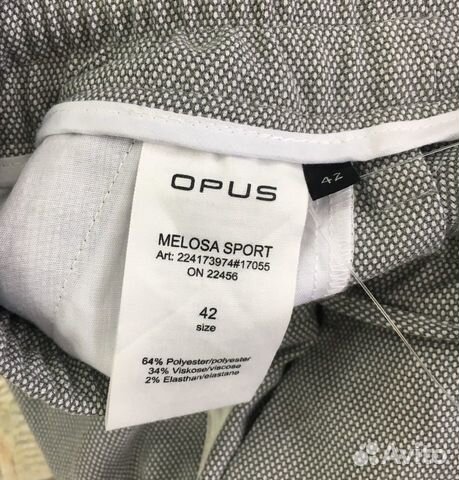 OPUS
42
MELOSA SPORT
Art: 224173974#17055
ON 22456
42
size
64% Polyester/polyester
34% Viskose/viscose
2% Elasthan/elastane
Avito